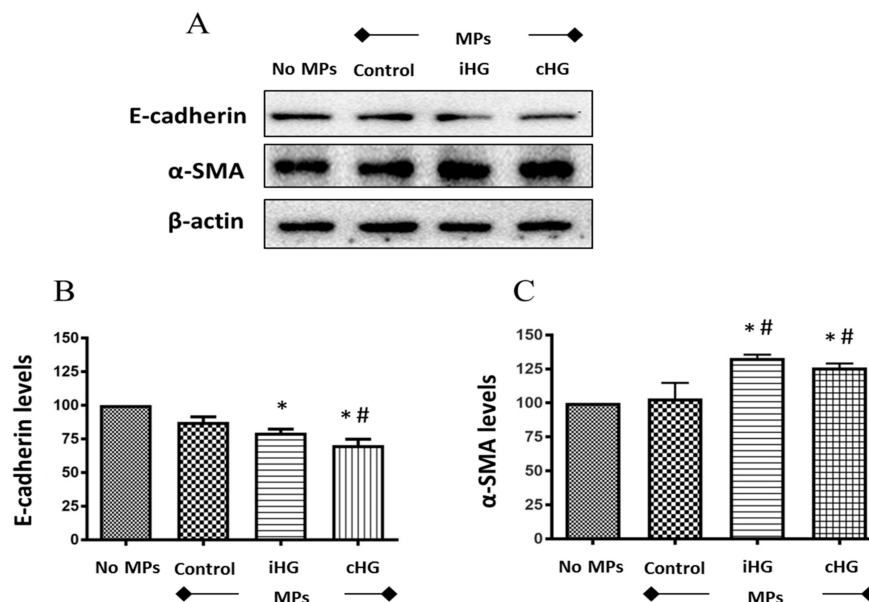 A
MPs
No MPs Control iHG cHG
E-cadherin
α-SMA
β-actin
B
E-cadherin levels
150
125
100
75
50
25
0
*
* #
No MPs Control iHG cHG
MPs
C
α-SMA levels
150
125
100
75
50
25
0
* #
* #
No MPs Control iHG cHG
MPs